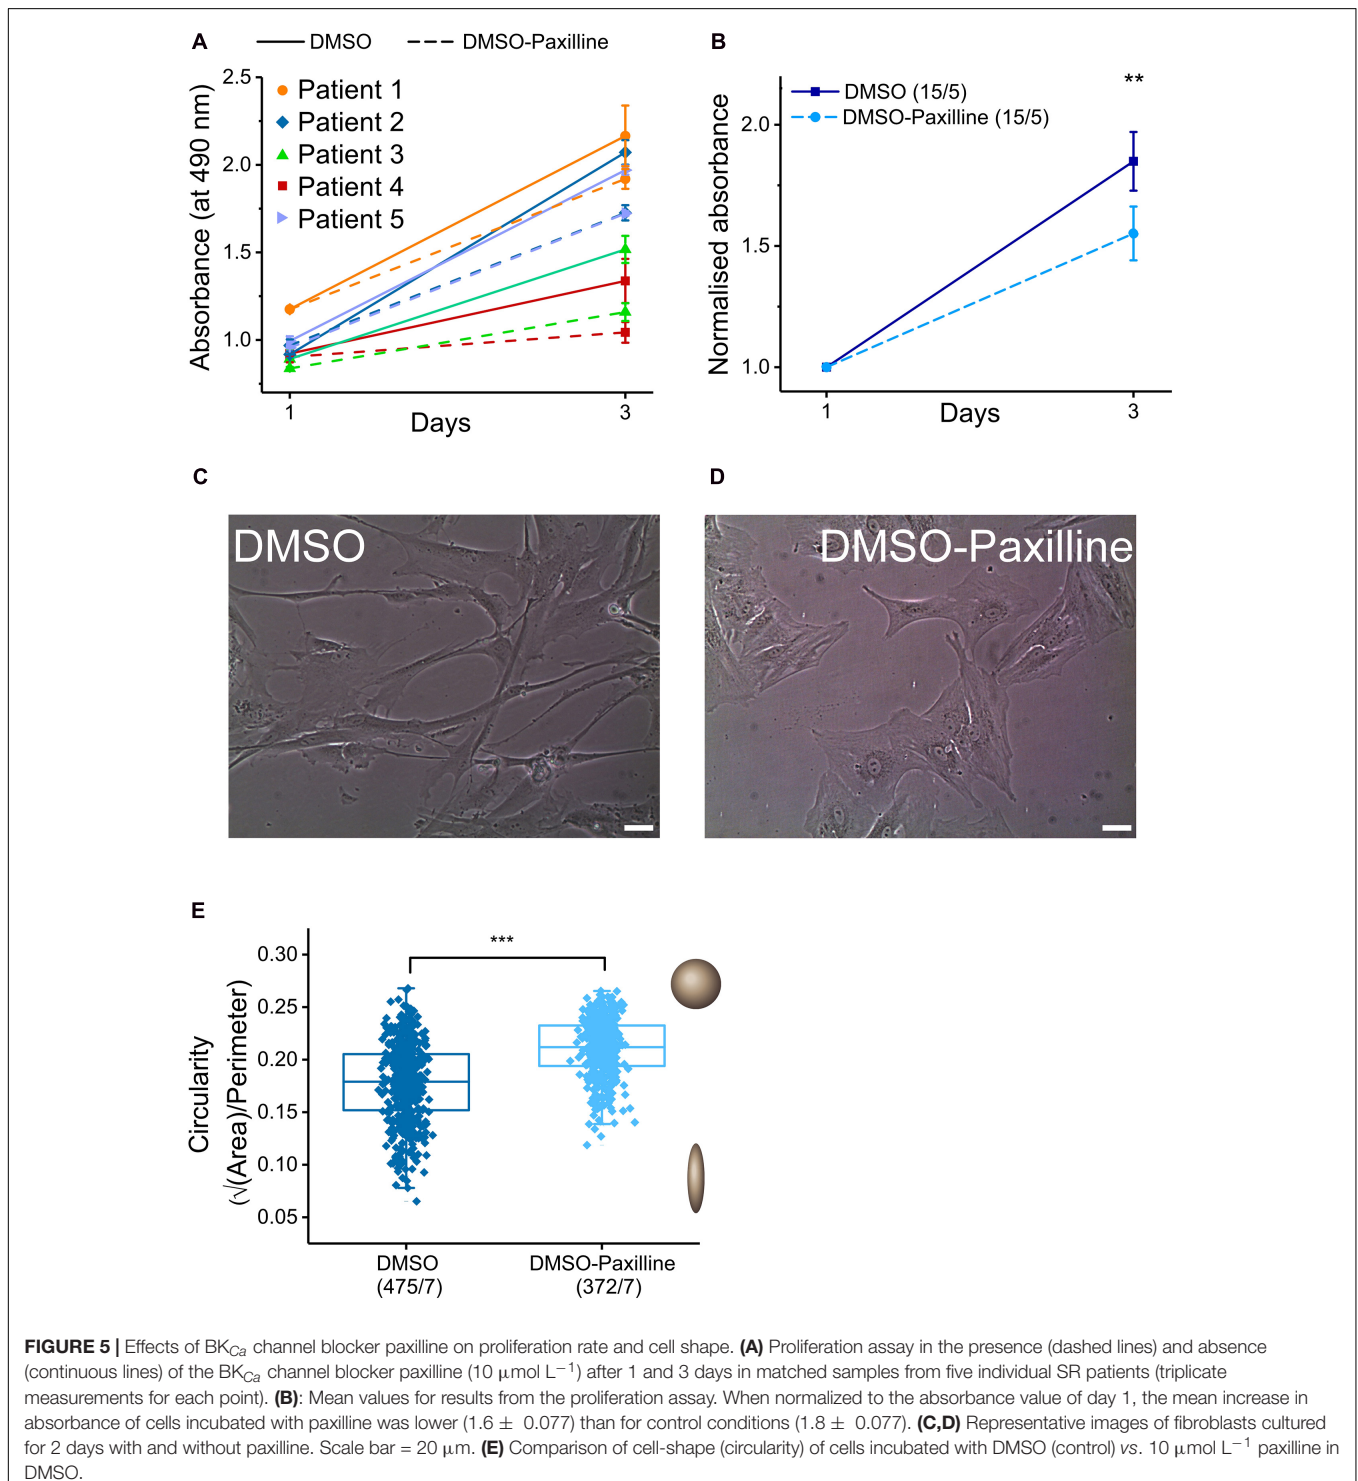 A
DMSO
DMSO-Paxilline
Absorbance (at 490 nm)
2.5
2.0
1.5
1.0
Patient 1
Patient 2
Patient 3
Patient 4
Patient 5
1
3
Days
B
**
Normalised absorbance
DMSO (15/5)
DMSO-Paxilline (15/5)
2.0
1.5
1.0
1
3
Days
C
DMSO
D
DMSO-Paxilline
E
***
Circularity
(√(Area)/Perimeter)
0.30
0.25
0.20
0.15
0.10
0.05
DMSO
(475/7)
DMSO-Paxilline
(372/7)
FIGURE 5 | Effects of BKCa channel blocker paxilline on proliferation rate and cell shape. (A) Proliferation assay in the presence (dashed lines) and absence
(continuous lines) of the BKCa channel blocker paxilline (10 μmol L−1) after 1 and 3 days in matched samples from five individual SR patients (triplicate
measurements for each point). (B): Mean values for results from the proliferation assay. When normalized to the absorbance value of day 1, the mean increase in
absorbance of cells incubated with paxilline was lower (1.6 ± 0.077) than for control conditions (1.8 ± 0.077). (C,D) Representative images of fibroblasts cultured
for 2 days with and without paxilline. Scale bar = 20 μm. (E) Comparison of cell-shape (circularity) of cells incubated with DMSO (control) vs. 10 μmol L−1 paxilline in
DMSO.